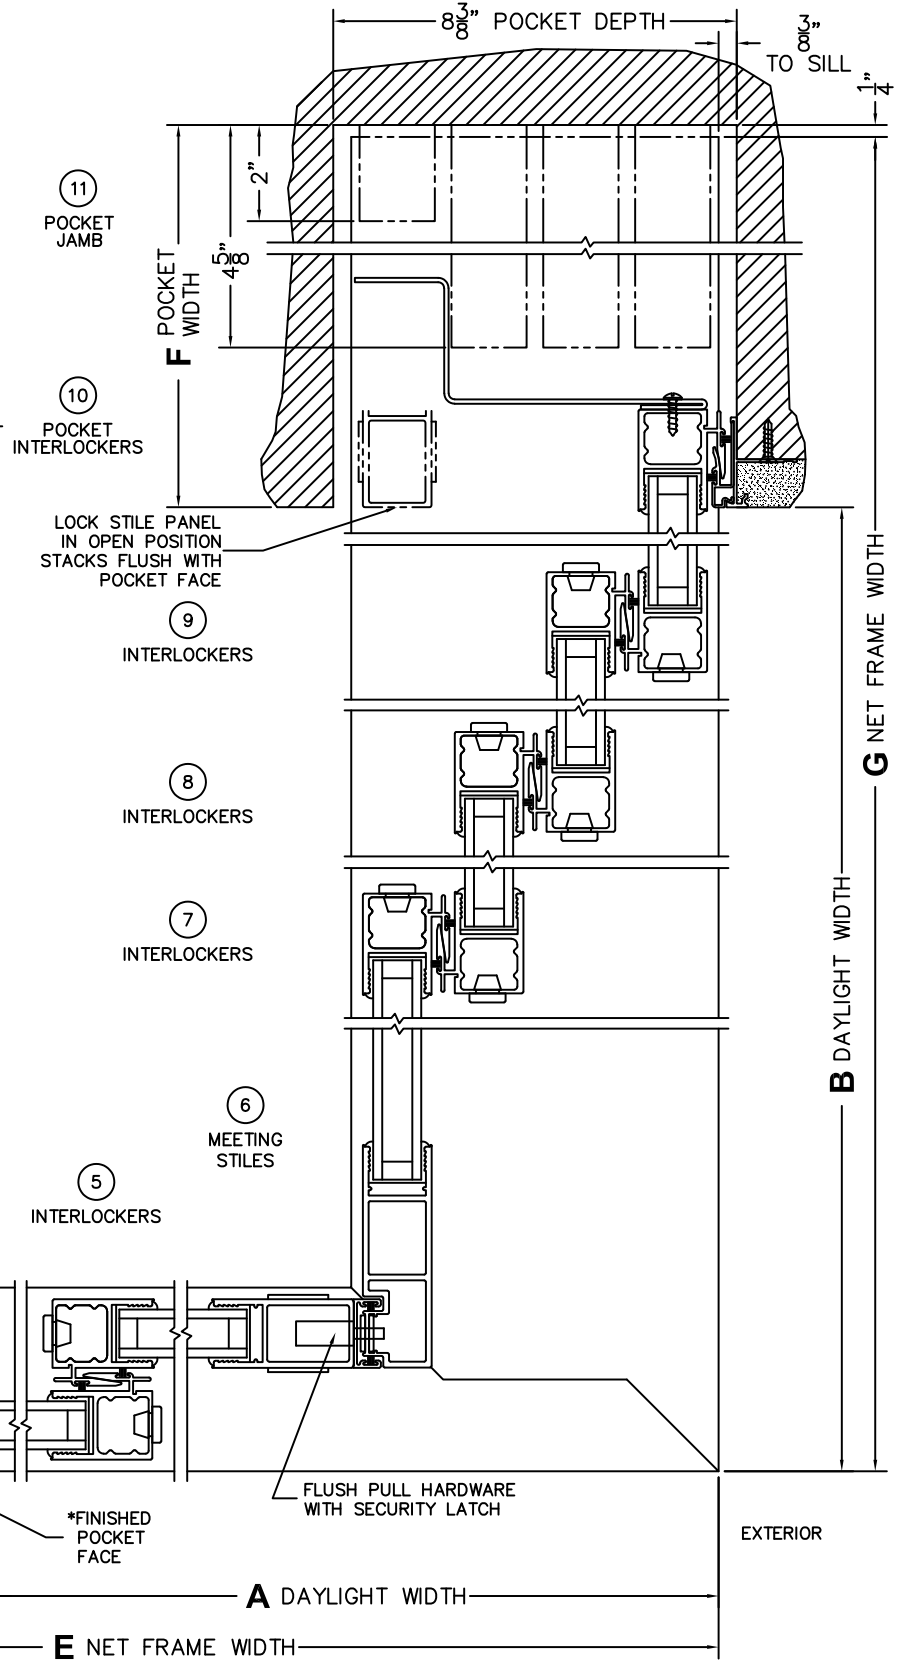 8 3/8" POCKET DEPTH
3/8"
TO SILL
1/4"
11
POCKET
JAMB
2"
4 5/8"
F POCKET
WIDTH
10
POCKET
INTERLOCKERS
LOCK STILE PANEL
IN OPEN POSITION
STACKS FLUSH WITH
POCKET FACE
9
INTERLOCKERS
G NET FRAME WIDTH
8
INTERLOCKERS
7
INTERLOCKERS
B DAYLIGHT WIDTH
6
MEETING
STILES
5
INTERLOCKERS
FLUSH PULL HARDWARE
WITH SECURITY LATCH
*FINISHED
POCKET
FACE
EXTERIOR
A DAYLIGHT WIDTH
E NET FRAME WIDTH